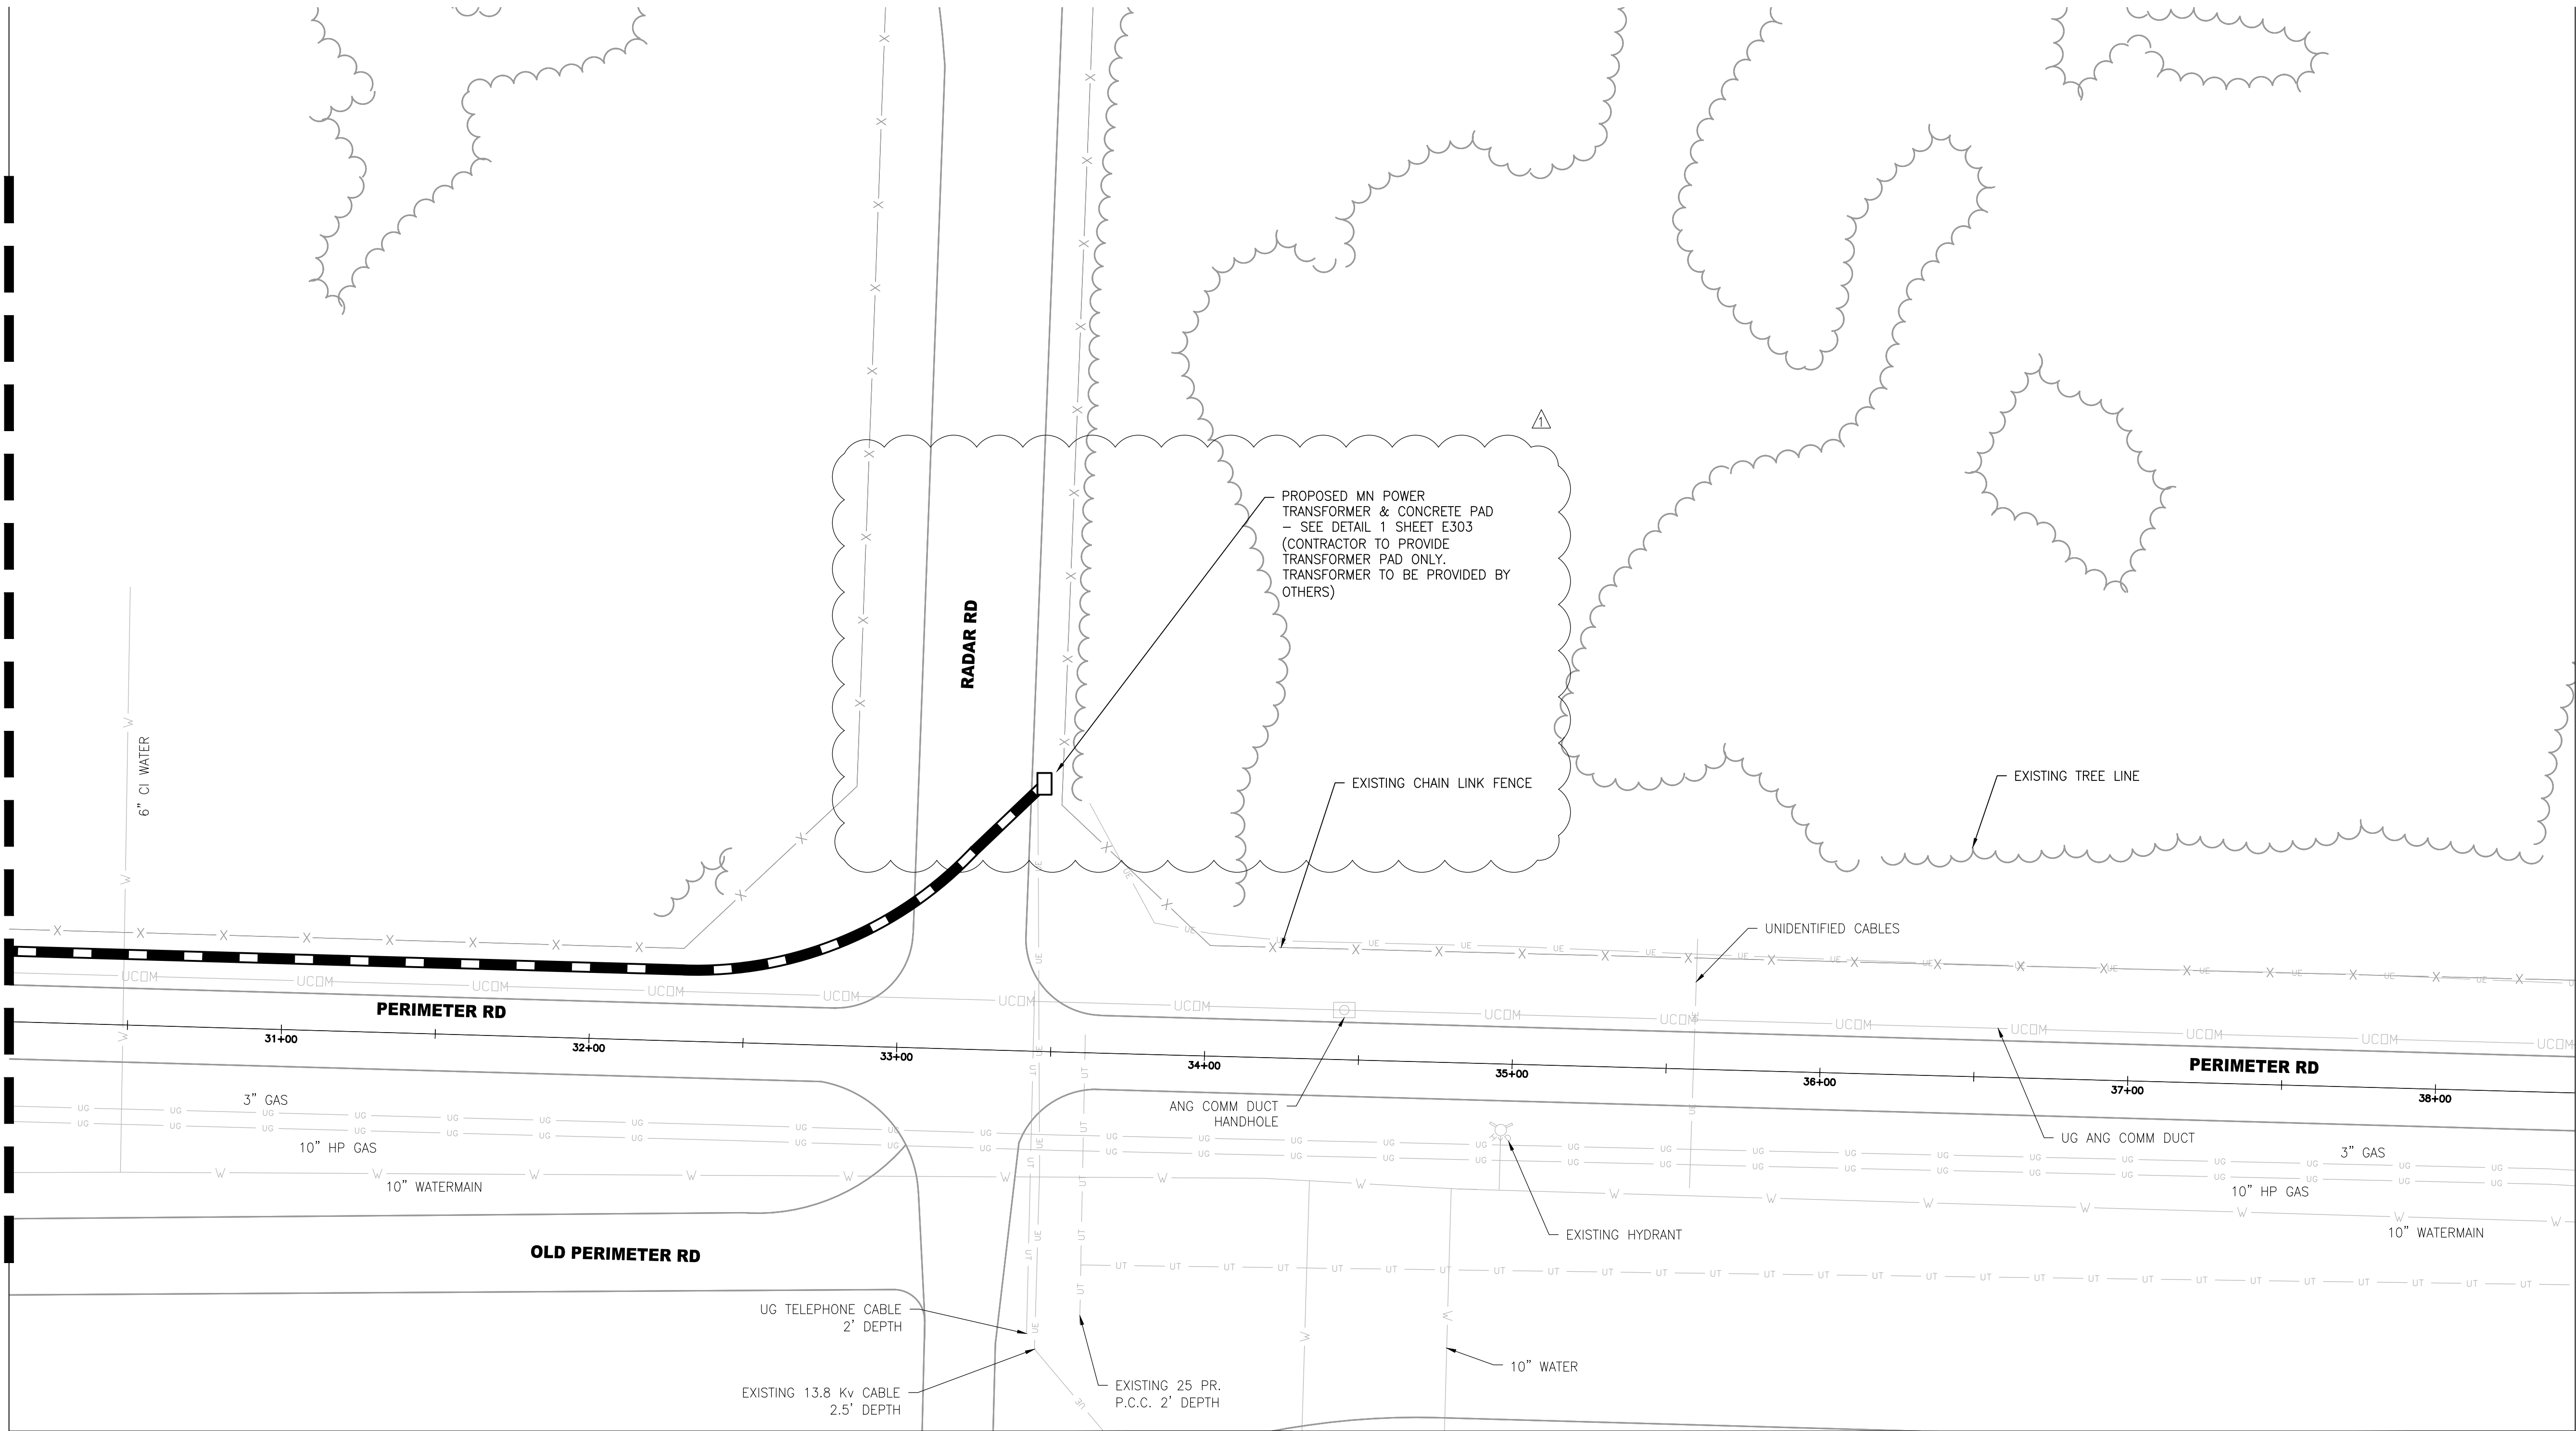 1
PROPOSED MN POWER
TRANSFORMER & CONCRETE PAD
– SEE DETAIL 1 SHEET E303
(CONTRACTOR TO PROVIDE
TRANSFORMER PAD ONLY.
TRANSFORMER TO BE PROVIDED BY
OTHERS)
RADAR RD
6" CI WATER
EXISTING CHAIN LINK FENCE
EXISTING TREE LINE
UNIDENTIFIED CABLES
PERIMETER RD
31+00
32+00
33+00
34+00
35+00
36+00
37+00
38+00
PERIMETER RD
3" GAS
10" HP GAS
10" WATERMAIN
ANG COMM DUCT
HANDHOLE
UG ANG COMM DUCT
3" GAS
10" HP GAS
10" WATERMAIN
EXISTING HYDRANT
OLD PERIMETER RD
UG TELEPHONE CABLE
2' DEPTH
EXISTING 13.8 Kv CABLE
2.5' DEPTH
EXISTING 25 PR.
P.C.C. 2' DEPTH
10" WATER